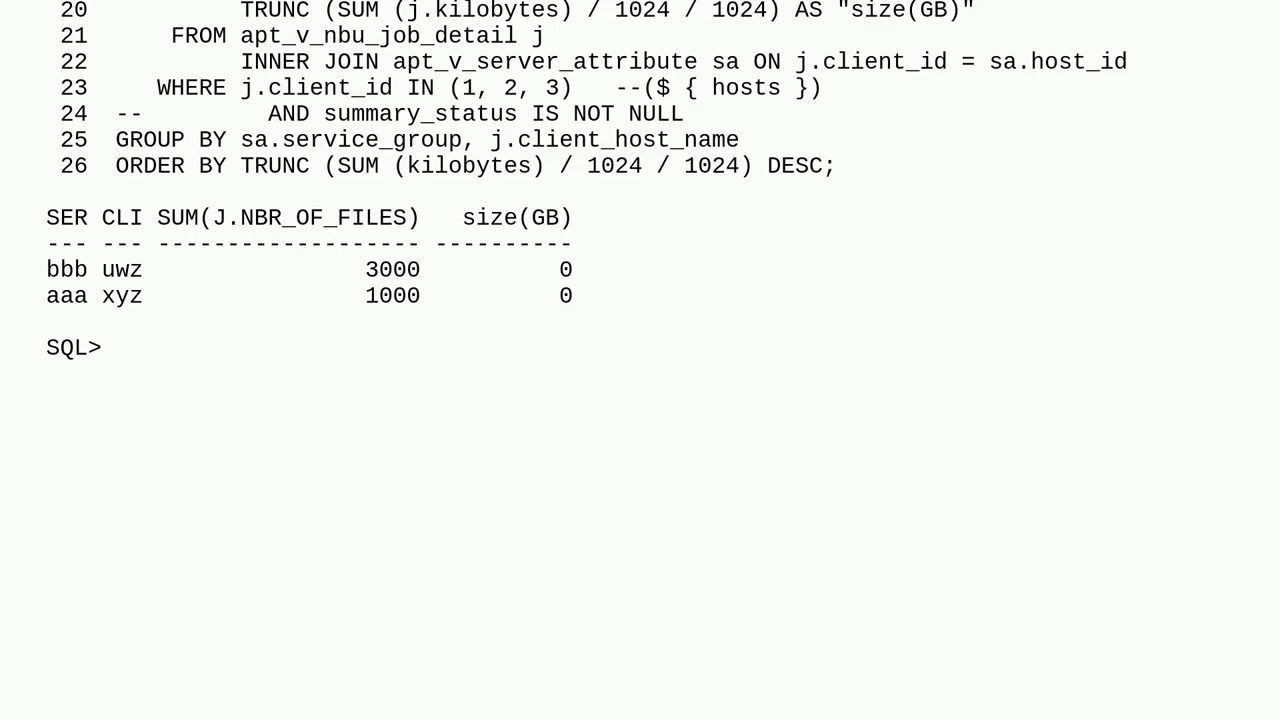 20           TRUNC (SUM (j.kilobytes) / 1024 / 1024) AS "size(GB)"
21      FROM apt_v_nbu_job_detail j
22           INNER JOIN apt_v_server_attribute sa ON j.client_id = sa.host_id
23     WHERE j.client_id IN (1, 2, 3)   --($ { hosts })
24  --         AND summary_status IS NOT NULL
25  GROUP BY sa.service_group, j.client_host_name
26  ORDER BY TRUNC (SUM (kilobytes) / 1024 / 1024) DESC;
SER CLI SUM(J.NBR_OF_FILES)   size(GB)
--- --- ------------------- ----------
bbb uwz                3000          0
aaa xyz                1000          0
SQL>